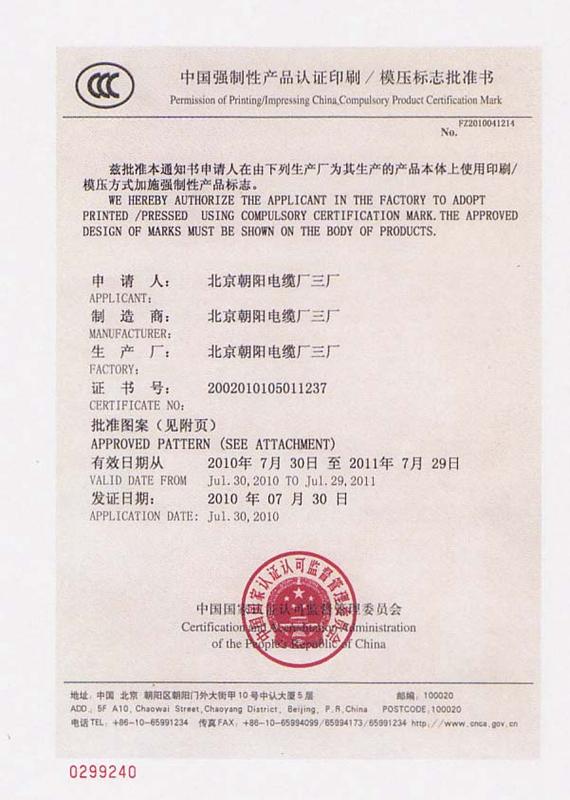 CCC
中国强制性产品认证印刷/模压标志批准书
Permission of Printing/Impressing China Compulsory Product Certification Mark
FZ2010041214
No.
兹批准本通知书申请人在由下列生产厂为其生产的产品本体上使用印刷/
模压方式加施强制性产品标志。
WE HEREBY AUTHORIZE THE APPLICANT IN THE FACTORY TO ADOPT
PRINTED /PRESSED USING COMPULSORY CERTIFICATION MARK.THE APPROVED
DESIGN OF MARKS MUST BE SHOWN ON THE BODY OF PRODUCTS.
申请人: 北京朝阳电缆厂三厂
APPLICANT:
制造商: 北京朝阳电缆厂三厂
MANUFACTURER:
生产厂: 北京朝阳电缆厂三厂
FACTORY:
证书号: 2002010105011237
CERTIFICATE NO:
批准图案(见附页)
APPROVED PATTERN (SEE ATTACHMENT)
有效日期从 2010年 7月 30日 至 2011年 7月 29日
VALID DATE FROM Jul.30,2010 TO Jul.29,2011
发证日期: 2010 年 07 月 30 日
APPLICATION DATE: Jul.30,2010
中国国家认证认可监督管理委员会
中国国家认证认可监督管理委员会
Certification and Accreditation Administration
of the People's Republic of China
地址: 中国 北京 朝阳区朝阳门外大街甲10号中认大厦5层 邮编: 100020
ADD.: 5F A10, Chaowai Street,Chaoyang District, Beijing, P.R,China POSTCODE:100020
电话TEL: +86-10-65991234 传真FAX: +86-10-65994099/65994173/65991234 http://www.cnca.gov.cn
0299240